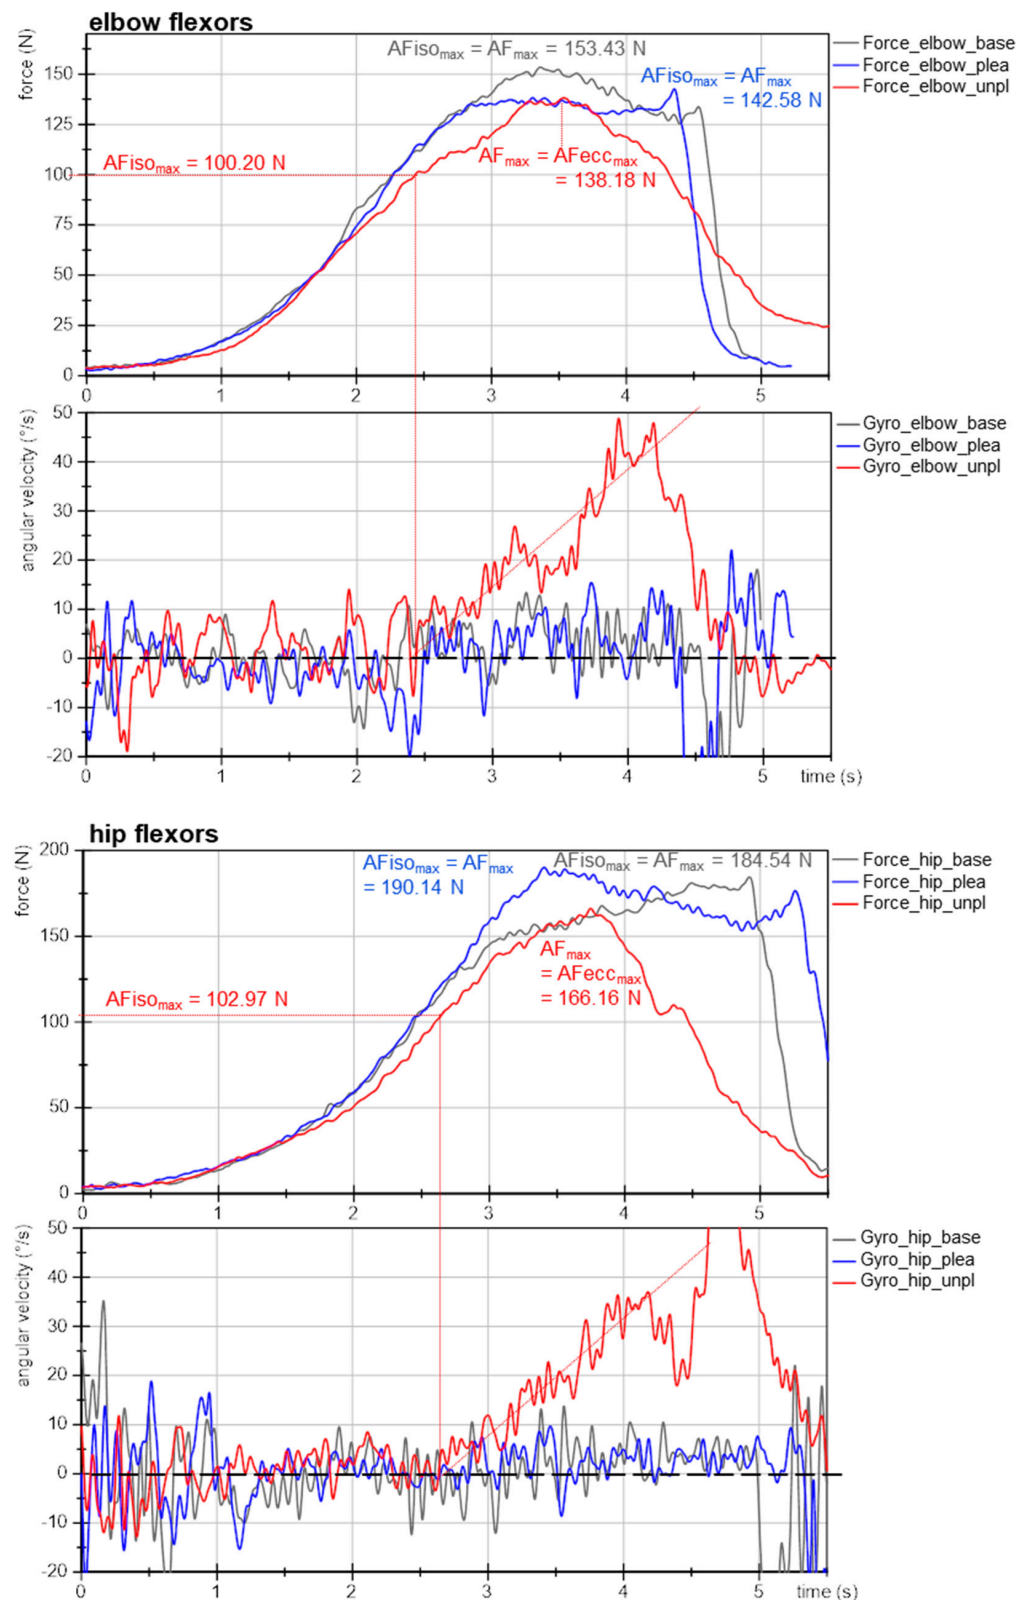 elbow flexors
force (N)
AFisomax = AFmax = 153.43 N
AFisomax = AFmax
= 142.58 N
AFisomax = 100.20 N
AFmax = AFeccmax
= 138.18 N
Force_elbow_base
Force_elbow_plea
Force_elbow_unpl
150
125
100
75
50
25
0
0 1 2 3 4 5
angular velocity (°/s)
Gyro_elbow_base
Gyro_elbow_plea
Gyro_elbow_unpl
50
40
30
20
10
0
-10
-20
0 1 2 3 4 5 time (s)
hip flexors
force (N)
AFisomax = AFmax
= 190.14 N
AFisomax = AFmax = 184.54 N
AFmax
= AFeccmax
= 166.16 N
AFisomax = 102.97 N
Force_hip_base
Force_hip_plea
Force_hip_unpl
200
150
100
50
0
0 1 2 3 4 5
angular velocity (°/s)
Gyro_hip_base
Gyro_hip_plea
Gyro_hip_unpl
50
40
30
20
10
0
-10
-20
0 1 2 3 4 5 time (s)